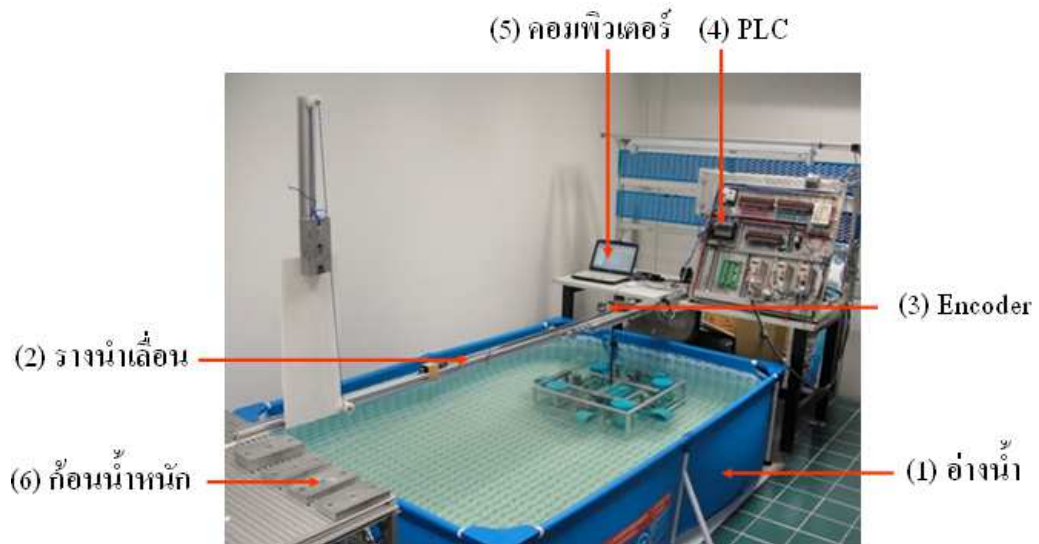 (5) คอมพิวเตอร์ (4) PLC
(3) Encoder
(2) รางนำเลื่อน
(6) ก้อนน้ำหนัก
(1) อ่างน้ำ